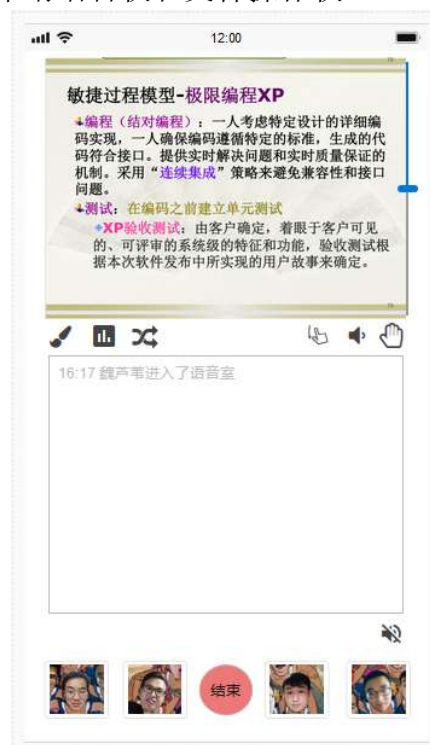 12:00
敏捷过程模型-极限编程XP
编程（结对编程）：一人考虑特定设计的详细编
码实现，一人确保编码遵循特定的标准，生成的代
码符合接口。提供实时解决问题和实时质量保证的
机制。采用“连续集成”策略来避免兼容性和接口
问题。
测试：在编码之前建立单元测试
XP验收测试：由客户确定，着眼于客户可见
的、可评审的系统级的特征和功能，验收测试根
据本次软件发布中所实现的用户故事来确定。
16:17 魏芦苇进入了语音室
结束